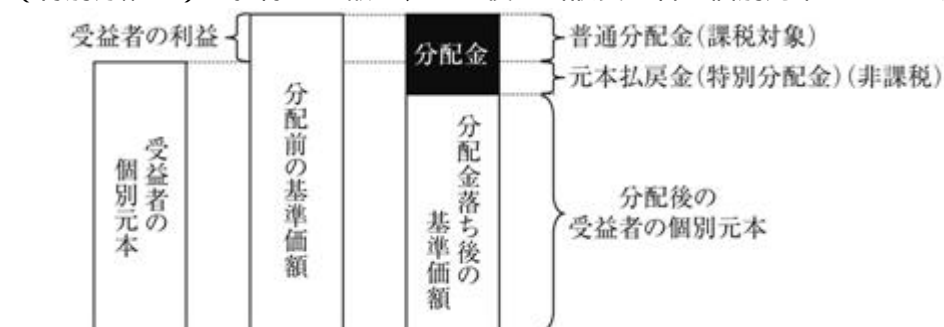 受益者の利益
分配金
普通分配金(課税対象)
元本払戻金(特別分配金)(非課税)
受益者の
個別元本
分配前の基準価額
分配金落ち後の
基準価額
分配後の
受益者の個別元本